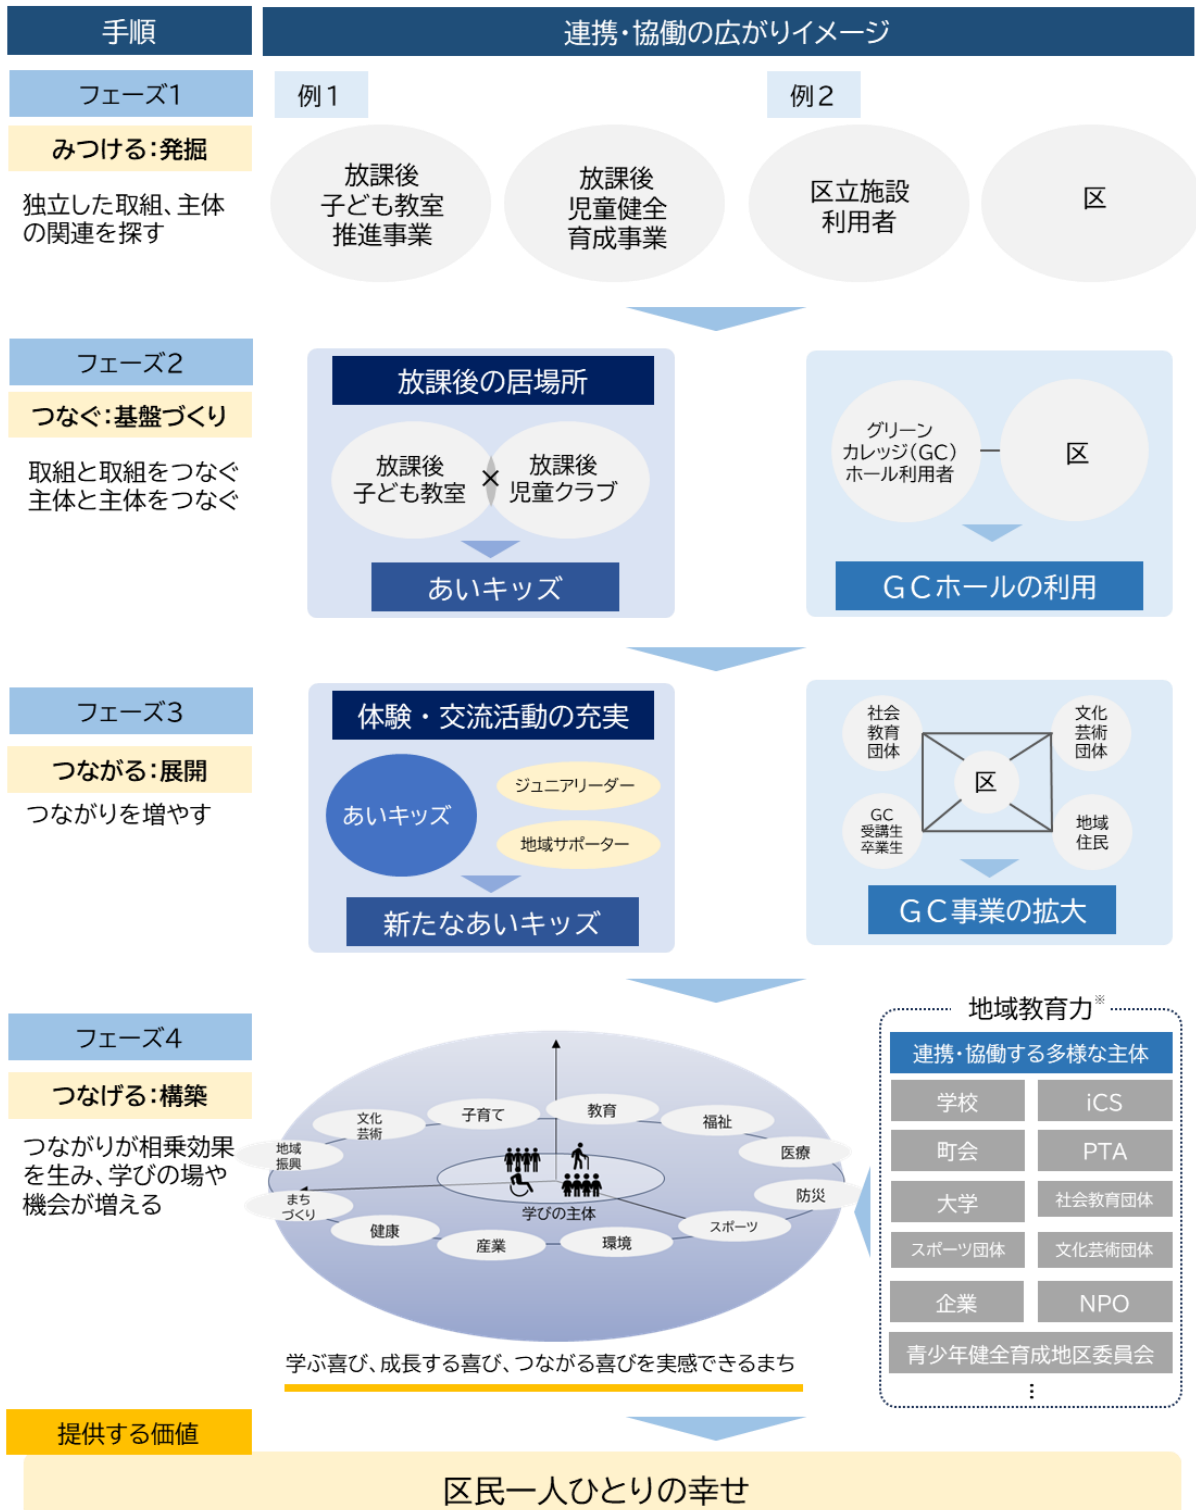 手順
連携・協働の広がりイメージ
フェーズ1
例1
例2
みつける：発掘
独立した取組、主体
の関連を探す
放課後
子ども教室
推進事業
放課後
児童健全
育成事業
区立施設
利用者
区
フェーズ2
つなぐ：基盤づくり
取組と取組をつなぐ
主体と主体をつなぐ
放課後の居場所
放課後
子ども教室
×
放課後
児童クラブ
あいキッズ
グリーン
カレッジ(GC)
ホール利用者
区
GCホールの利用
フェーズ3
つながる：展開
つながりを増やす
体験・交流活動の充実
あいキッズ
ジュニアリーダー
地域サポーター
新たなあいキッズ
社会
教育
団体
文化
芸術
団体
区
GC
受講生
卒業生
地域
住民
GC事業の拡大
フェーズ4
つなげる：構築
つながりが相乗効果
を生み、学びの場や
機会が増える
文化
芸術
子育て
教育
福祉
医療
防災
スポーツ
環境
産業
健康
まち
づくり
地域
振興
学びの主体
学ぶ喜び、成長する喜び、つながる喜びを実感できるまち
地域教育力※
連携・協働する多様な主体
学校
iCS
町会
PTA
大学
社会教育団体
スポーツ団体
文化芸術団体
企業
NPO
青少年健全育成地区委員会
⋮
提供する価値
区民一人ひとりの幸せ